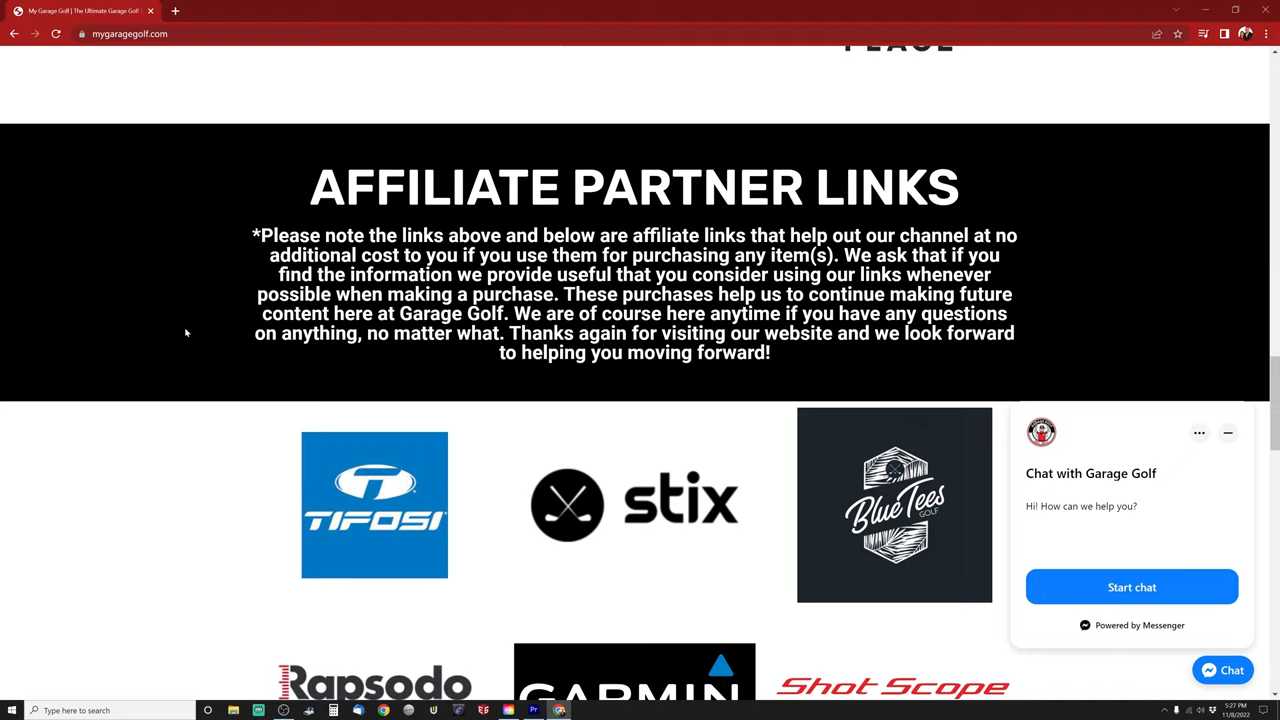 My Garage Golf | The Ultimate Garage Golf
mygaragegolf.com
PEACE
AFFILIATE PARTNER LINKS
*Please note the links above and below are affiliate links that help out our channel at no
additional cost to you if you use them for purchasing any item(s). We ask that if you
find the information we provide useful that you consider using our links whenever
possible when making a purchase. These purchases help us to continue making future
content here at Garage Golf. We are of course here anytime if you have any questions
on anything, no matter what. Thanks again for visiting our website and we look forward
to helping you moving forward!
TIFOSI
stix
Blue Tees
GOLF
Chat with Garage Golf
Hi! How can we help you?
Start chat
Powered by Messenger
Chat
Rapsodo
GARMIN
Shot Scope
Type here to search
5:27 PM
11/8/2022